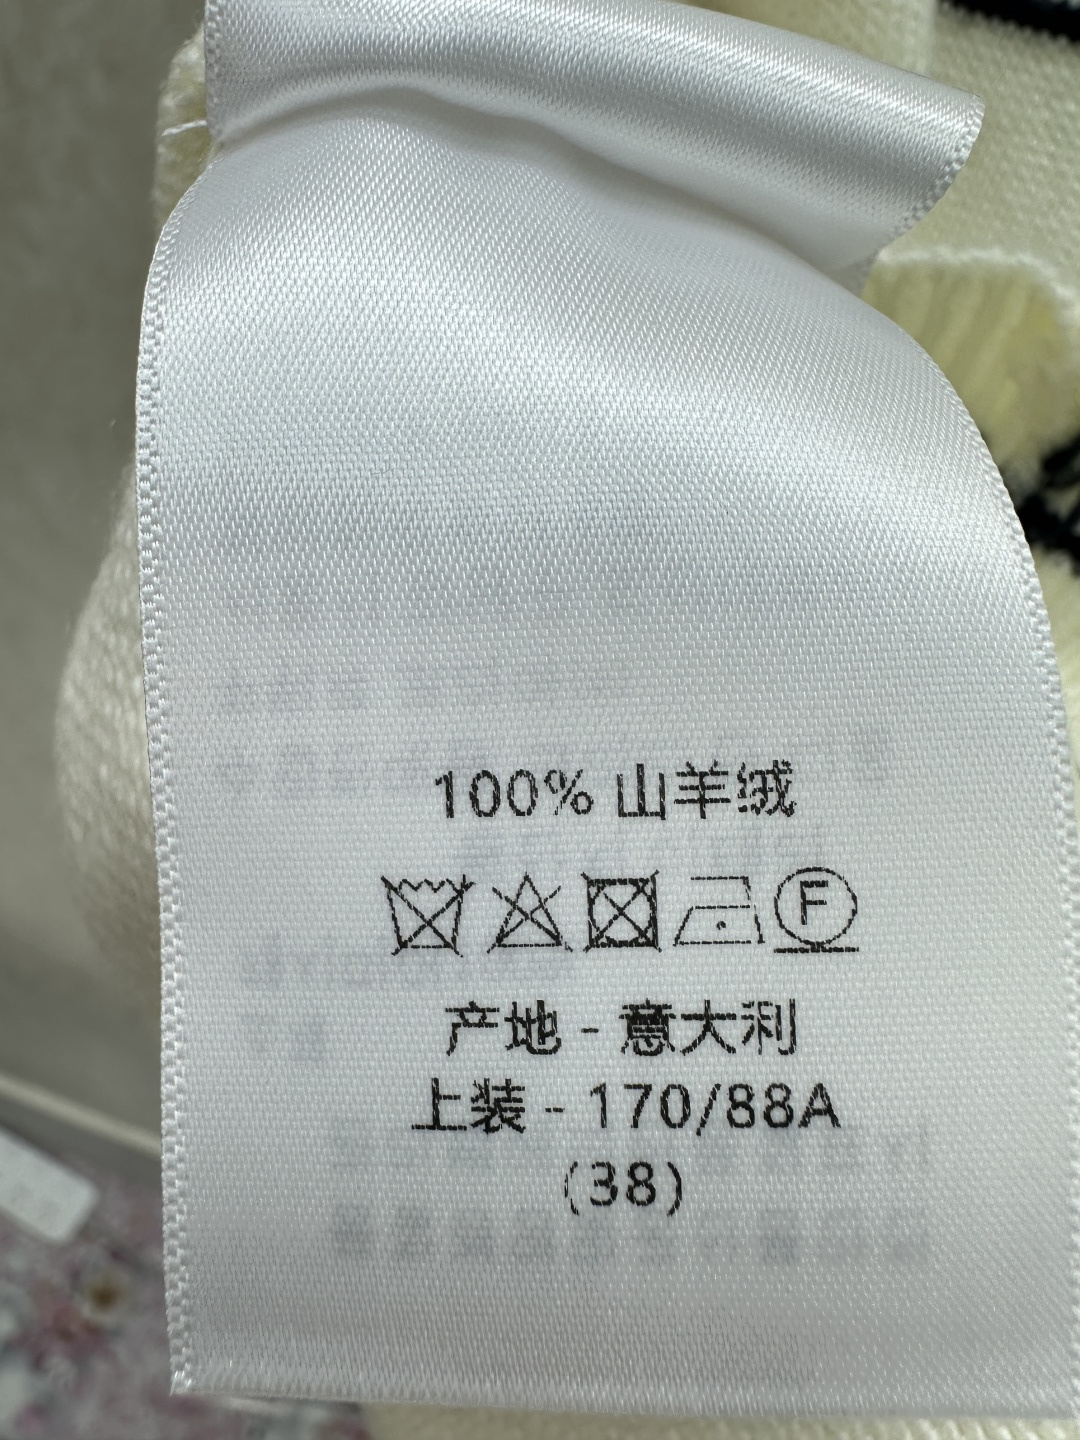 100% 山羊绒
F
产地 - 意大利
上装 - 170/88A
(38)